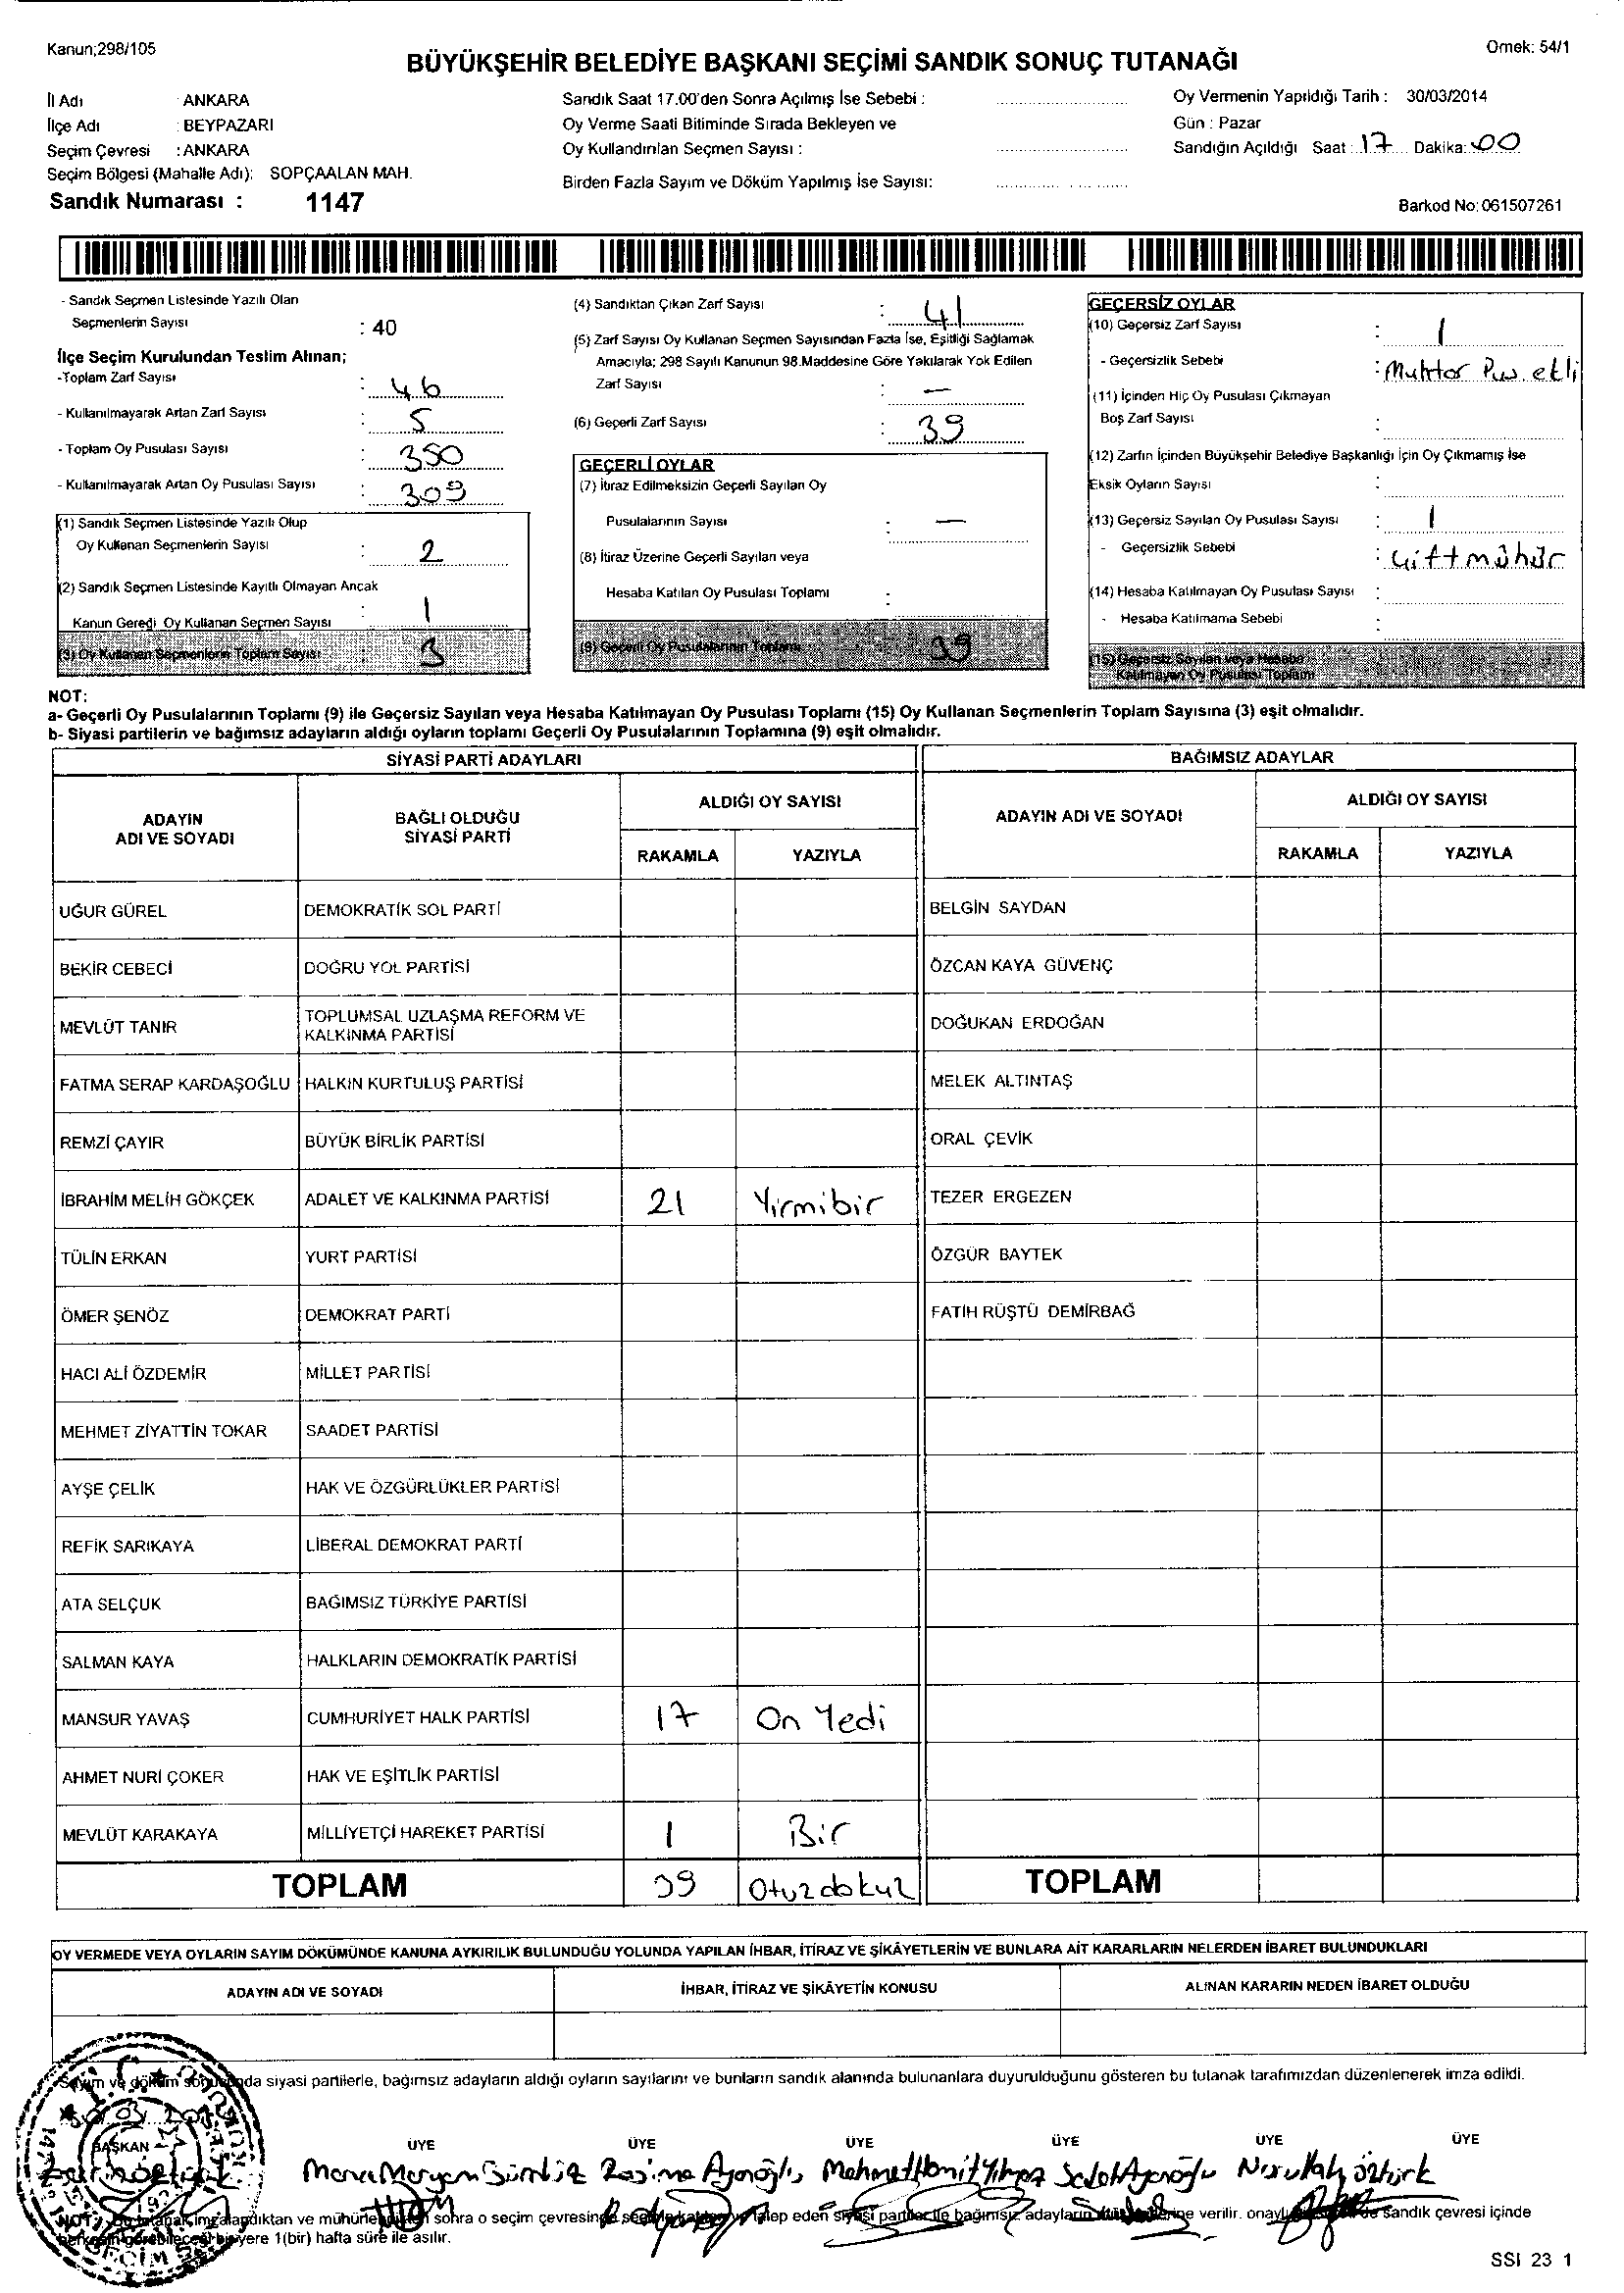 Kanun;298/105
Örnek: 54/1
BÜYÜKŞEHİR BELEDİYE BAŞKANI SEÇİMİ SANDIK SONUÇ TUTANAĞI
İl Adı : ANKARA
İlçe Adı : BEYPAZARI
Seçim Çevresi : ANKARA
Seçim Bölgesi (Mahalle Adı); SOPÇAALAN MAH.
Sandık Numarası : 1147
Sandık Saat 17.00'den Sonra Açılmış İse Sebebi :
Oy Verme Saati Bitiminde Sırada Bekleyen ve
Oy Kullandırılan Seçmen Sayısı :
Birden Fazla Sayım ve Döküm Yapılmış İse Sayısı:
Oy Vermenin Yapıldığı Tarih : 30/03/2014
Gün : Pazar
Sandığın Açıldığı Saat : 17 Dakika: 00
Barkod No: 061507261
- Sandık Seçmen Listesinde Yazılı Olan
Seçmenlerin Sayısı : 40
İlçe Seçim Kurulundan Teslim Alınan;
-Toplam Zarf Sayısı : 46
- Kullanılmayarak Artan Zarf Sayısı : 5
- Toplam Oy Pusulası Sayısı : 350
- Kullanılmayarak Artan Oy Pusulası Sayısı : 309
(1) Sandık Seçmen Listesinde Yazılı Olup
Oy Kullanan Seçmenlerin Sayısı : 2
(2) Sandık Seçmen Listesinde Kayıtlı Olmayan Ancak
Kanun Gereği Oy Kullanan Seçmen Sayısı : 1
(3) Oy Kullanan Seçmenlerin Toplam Sayısı : 3
(4) Sandıktan Çıkan Zarf Sayısı : 41
(5) Zarf Sayısı Oy Kullanan Seçmen Sayısından Fazla İse, Eşitliği Sağlamak
Amacıyla; 298 Sayılı Kanunun 98.Maddesine Göre Yakılarak Yok Edilen
Zarf Sayısı : —
(6) Geçerli Zarf Sayısı : 39
GEÇERLİ OYLAR
(7) İtiraz Edilmeksizin Geçerli Sayılan Oy
Pusulalarının Sayısı : —
(8) İtiraz Üzerine Geçerli Sayılan veya
Hesaba Katılan Oy Pusulası Toplamı :
(9) Geçerli Oy Pusulalarının Toplamı 39
GEÇERSİZ OYLAR
(10) Geçersiz Zarf Sayısı : 1
- Geçersizlik Sebebi : Muhtar Pus. ekli
(11) İçinden Hiç Oy Pusulası Çıkmayan
Boş Zarf Sayısı :
(12) Zarfın İçinden Büyükşehir Belediye Başkanlığı İçin Oy Çıkmamış İse
Eksik Oyların Sayısı :
(13) Geçersiz Sayılan Oy Pusulası Sayısı : 1
- Geçersizlik Sebebi : Çift mühür
(14) Hesaba Katılmayan Oy Pusulası Sayısı :
- Hesaba Katılmama Sebebi :
(15) Geçersiz Sayılan veya Hesaba
Katılmayan Oy Pusulası Toplamı
NOT:
a- Geçerli Oy Pusulalarının Toplamı (9) ile Geçersiz Sayılan veya Hesaba Katılmayan Oy Pusulası Toplamı (15) Oy Kullanan Seçmenlerin Toplam Sayısına (3) eşit olmalıdır.
b- Siyasi partilerin ve bağımsız adayların aldığı oyların toplamı Geçerli Oy Pusulalarının Toplamına (9) eşit olmalıdır.
SİYASİ PARTİ ADAYLARI
ADAYIN ADI VE SOYADI
BAĞLI OLDUĞU SİYASİ PARTİ
ALDIĞI OY SAYISI
RAKAMLA YAZIYLA
UĞUR GÜREL DEMOKRATİK SOL PARTİ
BEKİR CEBECİ DOĞRU YOL PARTİSİ
MEVLÜT TANIR TOPLUMSAL UZLAŞMA REFORM VE KALKINMA PARTİSİ
FATMA SERAP KARDAŞOĞLU HALKIN KURTULUŞ PARTİSİ
REMZİ ÇAYIR BÜYÜK BİRLİK PARTİSİ
İBRAHİM MELİH GÖKÇEK ADALET VE KALKINMA PARTİSİ 21 Yirmibir
TÜLİN ERKAN YURT PARTİSİ
ÖMER ŞENÖZ DEMOKRAT PARTİ
HACI ALİ ÖZDEMİR MİLLET PARTİSİ
MEHMET ZİYATTİN TOKAR SAADET PARTİSİ
AYŞE ÇELİK HAK VE ÖZGÜRLÜKLER PARTİSİ
REFİK SARIKAYA LİBERAL DEMOKRAT PARTİ
ATA SELÇUK BAĞIMSIZ TÜRKİYE PARTİSİ
SALMAN KAYA HALKLARIN DEMOKRATİK PARTİSİ
MANSUR YAVAŞ CUMHURİYET HALK PARTİSİ 17 On Yedi
AHMET NURİ ÇOKER HAK VE EŞİTLİK PARTİSİ
MEVLÜT KARAKAYA MİLLİYETÇİ HAREKET PARTİSİ 1 Bir
TOPLAM 39 Otuzdokuz
BAĞIMSIZ ADAYLAR
ADAYIN ADI VE SOYADI
ALDIĞI OY SAYISI
RAKAMLA YAZIYLA
BELGİN SAYDAN
ÖZCAN KAYA GÜVENÇ
DOĞUKAN ERDOĞAN
MELEK ALTINTAŞ
ORAL ÇEVİK
TEZER ERGEZEN
ÖZGÜR BAYTEK
FATİH RÜŞTÜ DEMİRBAĞ
TOPLAM
OY VERMEDE VEYA OYLARIN SAYIM DÖKÜMÜNDE KANUNA AYKIRILIK BULUNDUĞU YOLUNDA YAPILAN İHBAR, İTİRAZ VE ŞİKÂYETLERİN VE BUNLARA AİT KARARLARIN NELERDEN İBARET BULUNDUKLARI
ADAYIN ADI VE SOYADI İHBAR, İTİRAZ VE ŞİKÂYETİN KONUSU ALINAN KARARIN NEDEN İBARET OLDUĞU
Sayım ve döküm sonucunda siyasi partilerle, bağımsız adayların aldığı oyların sayılarını ve bunların sandık alanında bulunanlara duyurulduğunu gösteren bu tutanak tarafımızdan düzenlenerek imza edildi.
BAŞKAN ÜYE ÜYE ÜYE ÜYE ÜYE ÜYE
Merve Meryem Rasime Ayanoğlu Mehmet Hamit Yılmaz Sedat Ayanoğlu Nurullah Öztürk
NOT: Bu tutanak imzalandıktan ve mühürlendikten sonra o seçim çevresinde seçime katılan ve talep eden siyasi partiler ile bağımsız adayların verilir. sandık çevresi içinde
herkesin görebileceği bir yere 1(bir) hafta süre ile asılır.
SSI 23 1